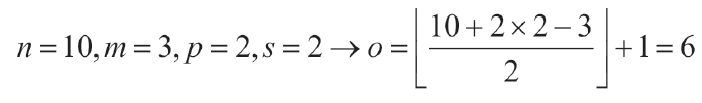 n = 10, m = 3, p = 2, s = 2 → o = ⌊(10 + 2 × 2 − 3) / 2⌋ + 1 = 6